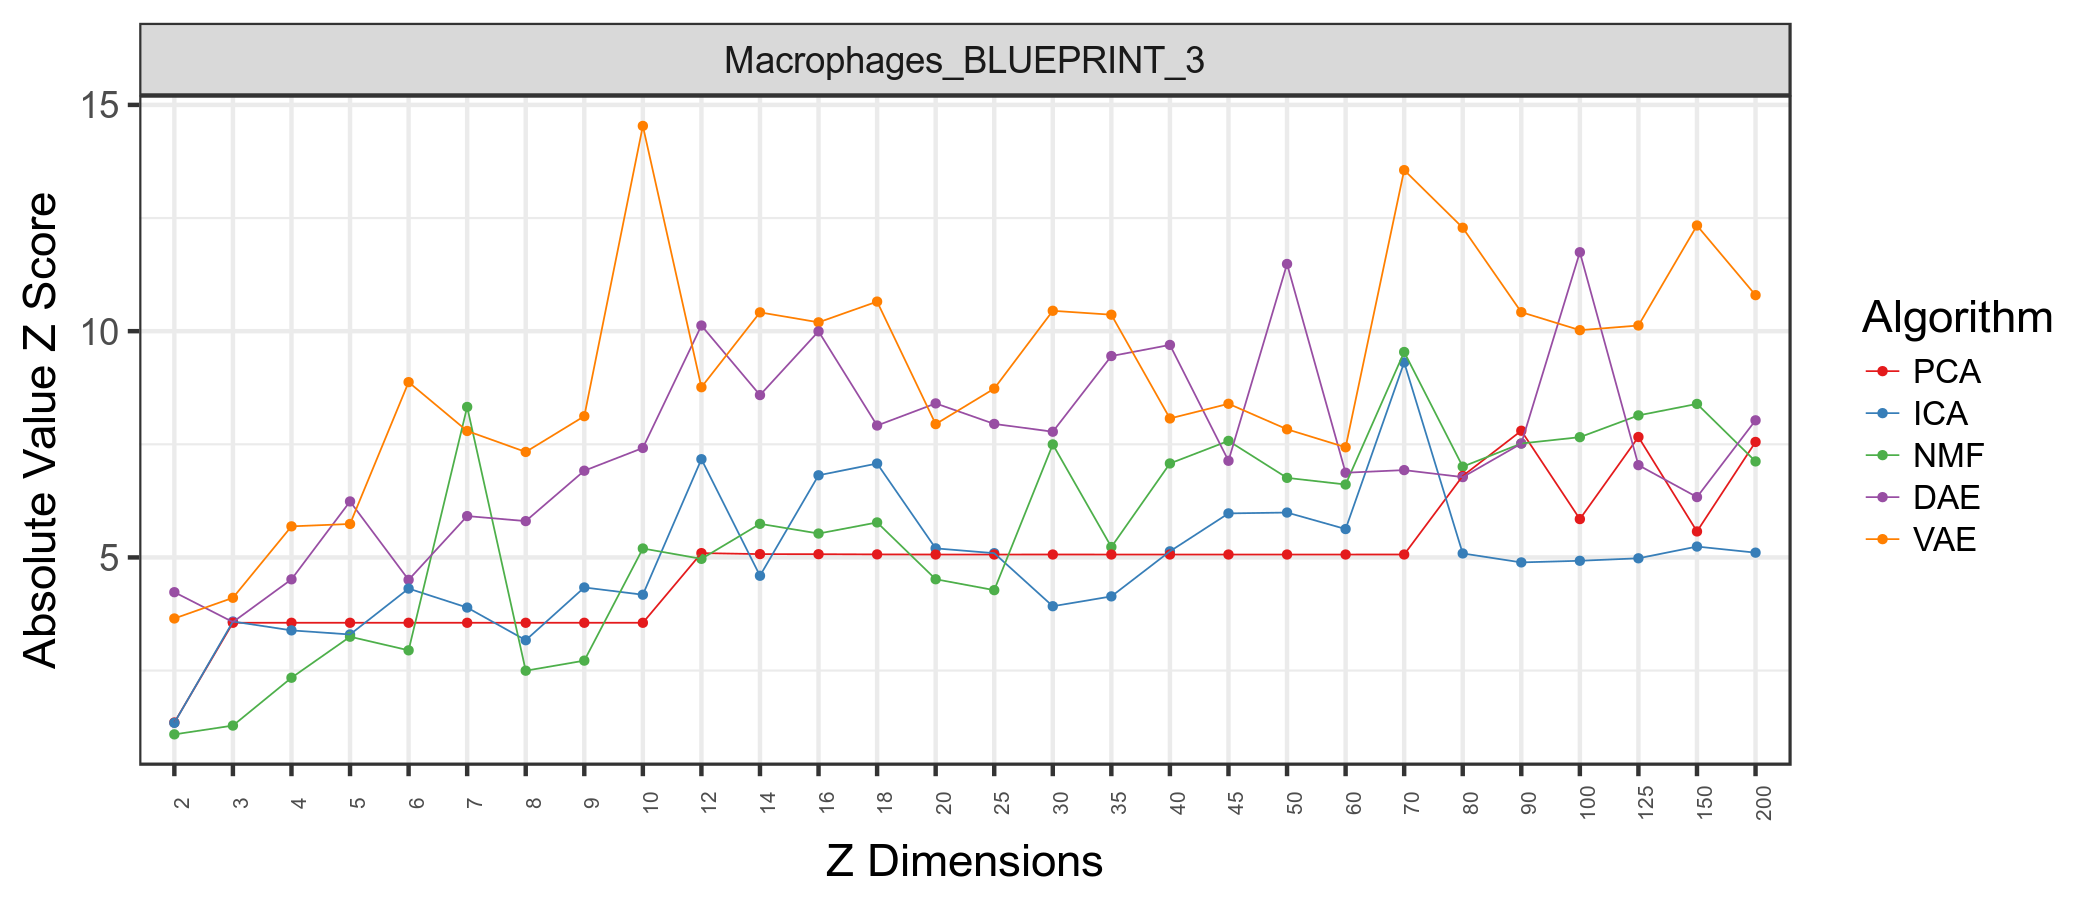 Macrophages_BLUEPRINT_3
Absolute Value Z Score
15
10
5
2 3 4 5 6 7 8 9 10 12 14 16 18 20 25 30 35 40 45 50 60 70 80 90 100 125 150 200
Z Dimensions
Algorithm
PCA
ICA
NMF
DAE
VAE